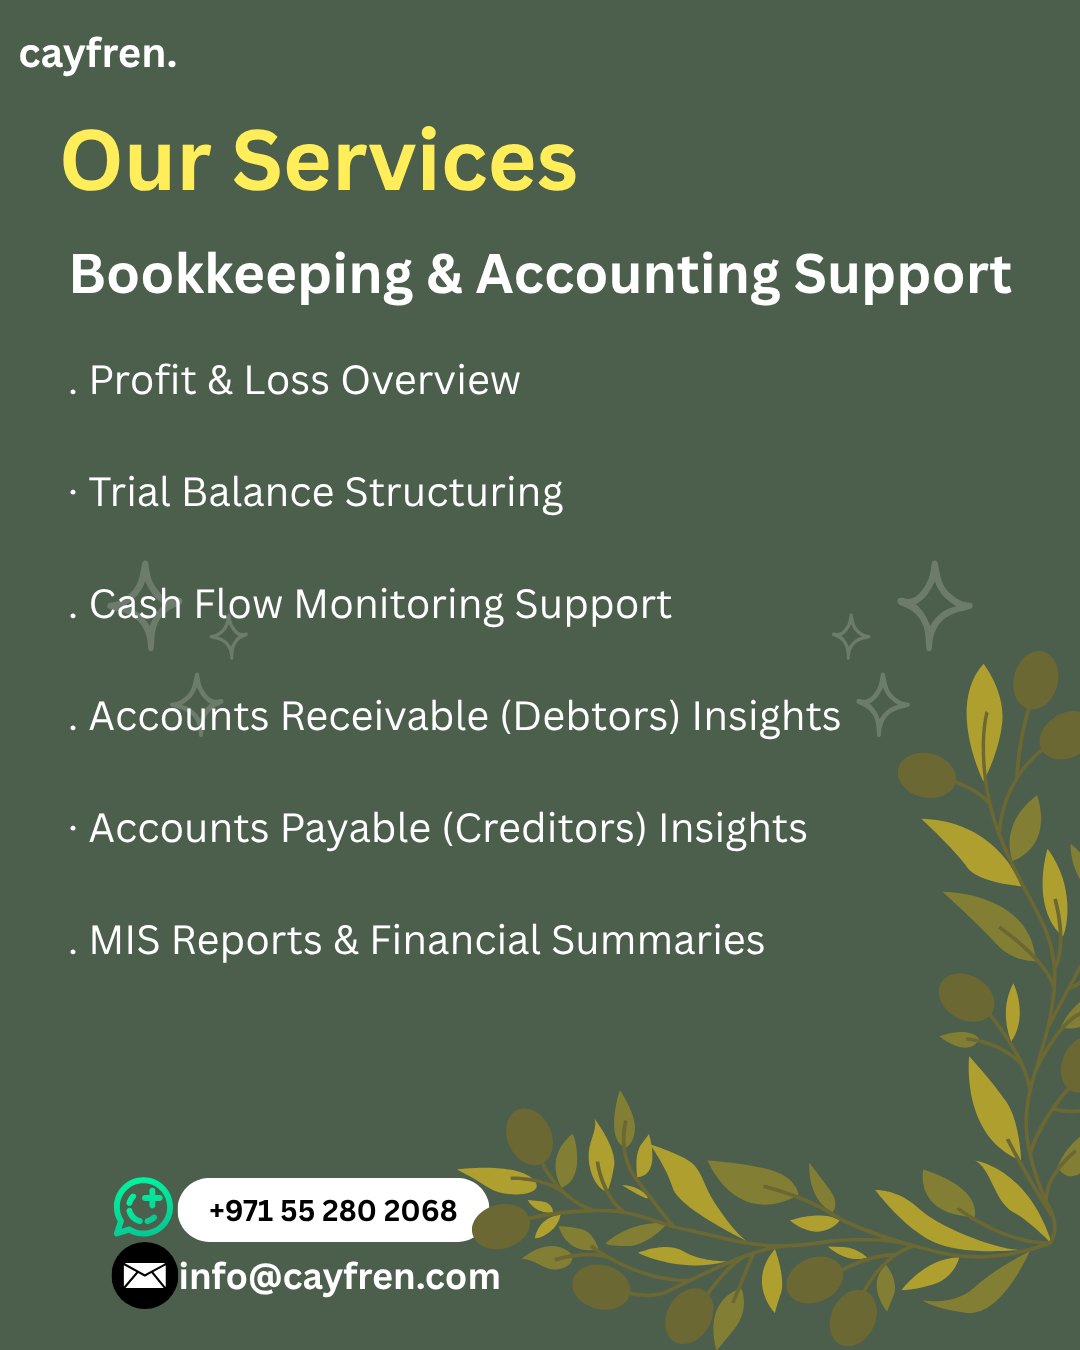 cayfren.
Our Services
Bookkeeping & Accounting Support
. Profit & Loss Overview
· Trial Balance Structuring
. Cash Flow Monitoring Support
. Accounts Receivable (Debtors) Insights
· Accounts Payable (Creditors) Insights
. MIS Reports & Financial Summaries
+971 55 280 2068
info@cayfren.com